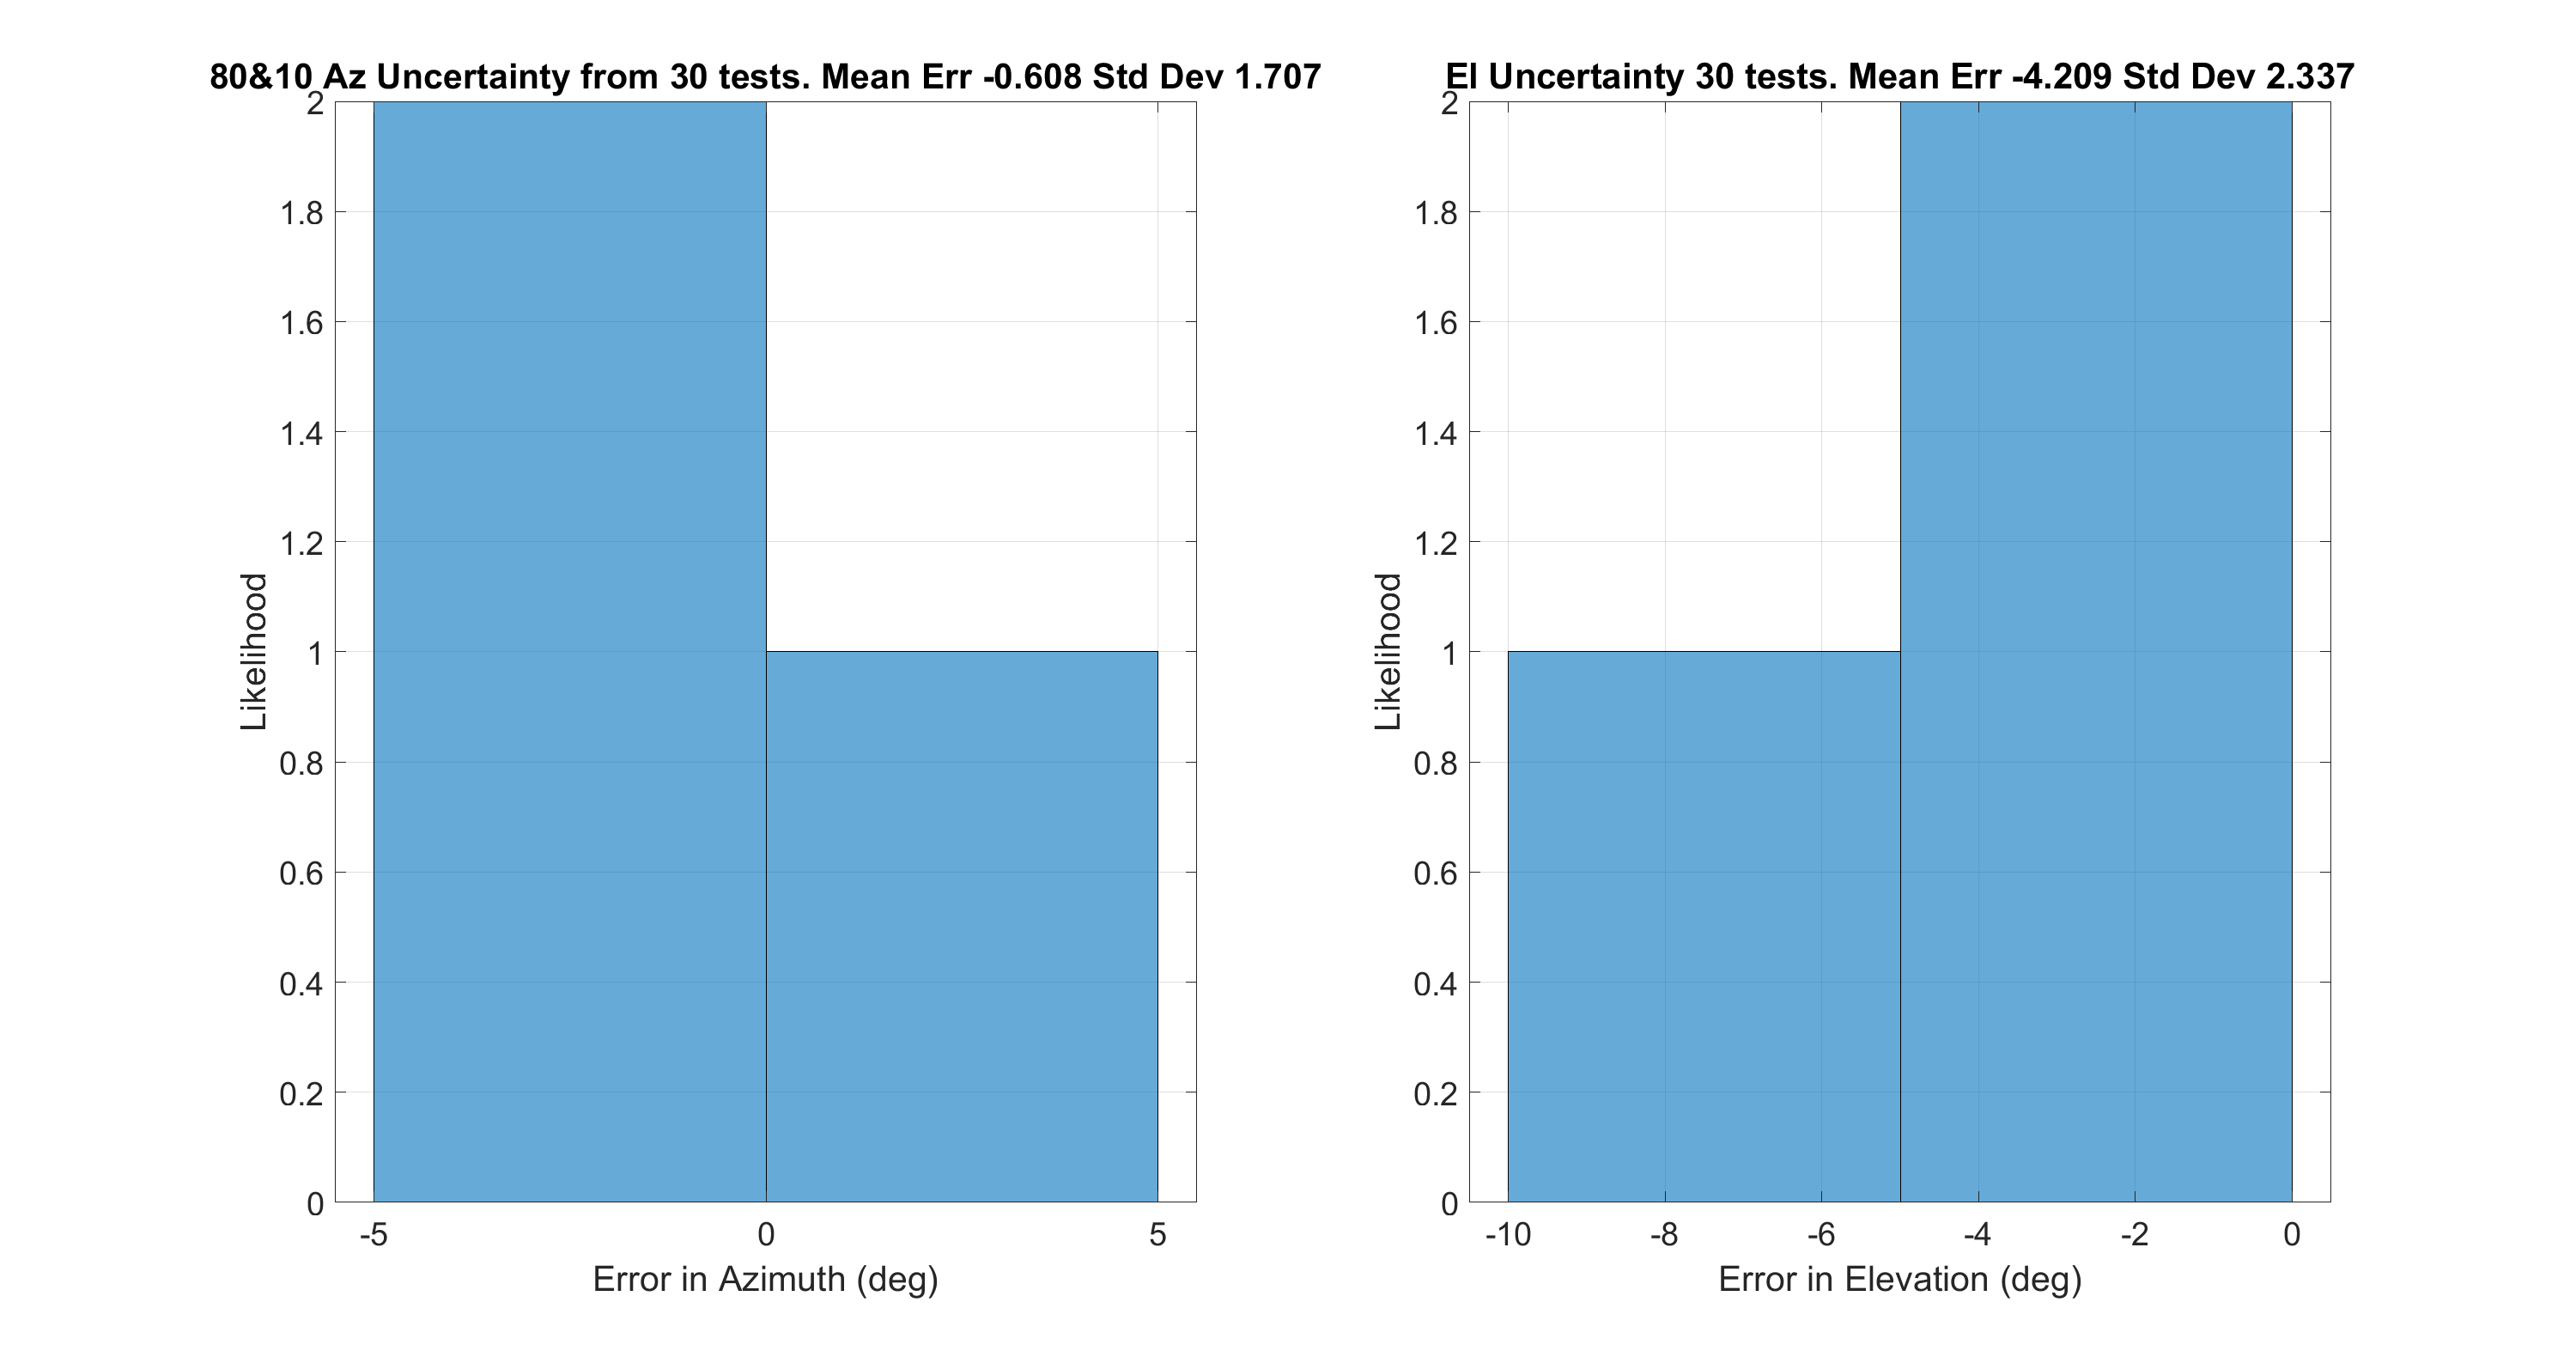 80&10 Az Uncertainty from 30 tests. Mean Err -0.608 Std Dev 1.707
2
1.8
1.6
1.4
1.2
1
0.8
0.6
0.4
0.2
0
Likelihood
-5 0 5
Error in Azimuth (deg)
El Uncertainty 30 tests. Mean Err -4.209 Std Dev 2.337
2
1.8
1.6
1.4
1.2
1
0.8
0.6
0.4
0.2
0
Likelihood
-10 -8 -6 -4 -2 0
Error in Elevation (deg)